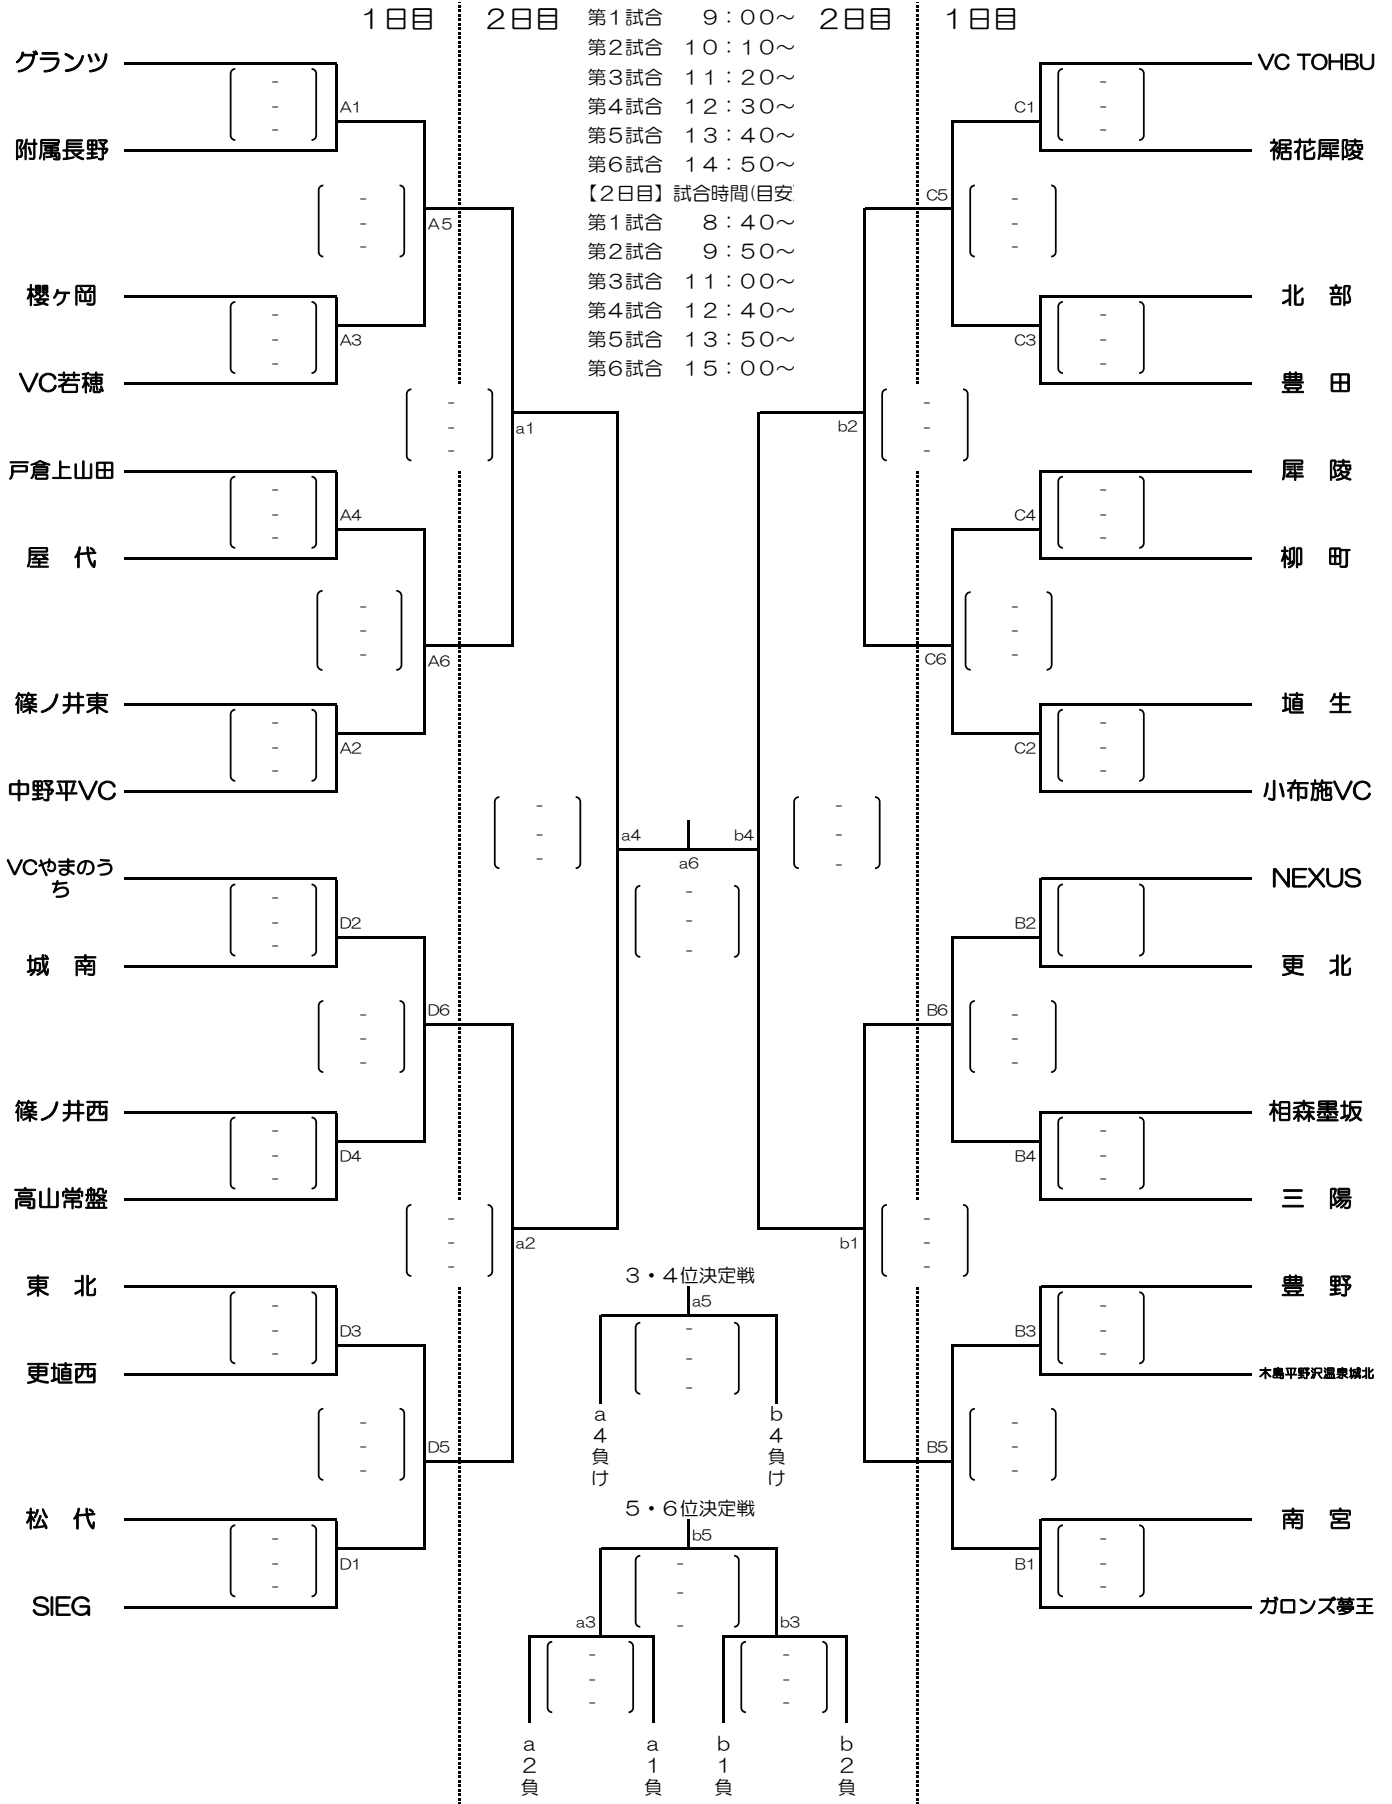 1日目
2日目
第1試合 9：00～
第2試合 10：10～
第3試合 11：20～
第4試合 12：30～
第5試合 13：40～
第6試合 14：50～
【2日目】試合時間(目安
第1試合 8：40～
第2試合 9：50～
第3試合 11：00～
第4試合 12：40～
第5試合 13：50～
第6試合 15：00～
2日目
1日目
グランツ
A1
附属長野
A5
櫻ヶ岡
A3
VC若穂
a1
戸倉上山田
A4
屋 代
A6
篠ノ井東
A2
中野平VC
a4
VCやまのう
ち
D2
城 南
D6
篠ノ井西
D4
高山常盤
a2
東 北
D3
更埴西
D5
松 代
D1
SIEG
VC TOHBU
C1
裾花犀陵
C5
北 部
C3
豊 田
b2
犀 陵
C4
柳 町
C6
埴 生
C2
小布施VC
b4
a6
NEXUS
B2
更 北
B6
相森墨坂
B4
三 陽
b1
豊 野
B3
木島平野沢温泉城北
B5
南 宮
B1
ガロンズ夢王
3・4位決定戦
a5
a4負け
b4負け
5・6位決定戦
b5
a3
b3
a2負
a1負
b1負
b2負